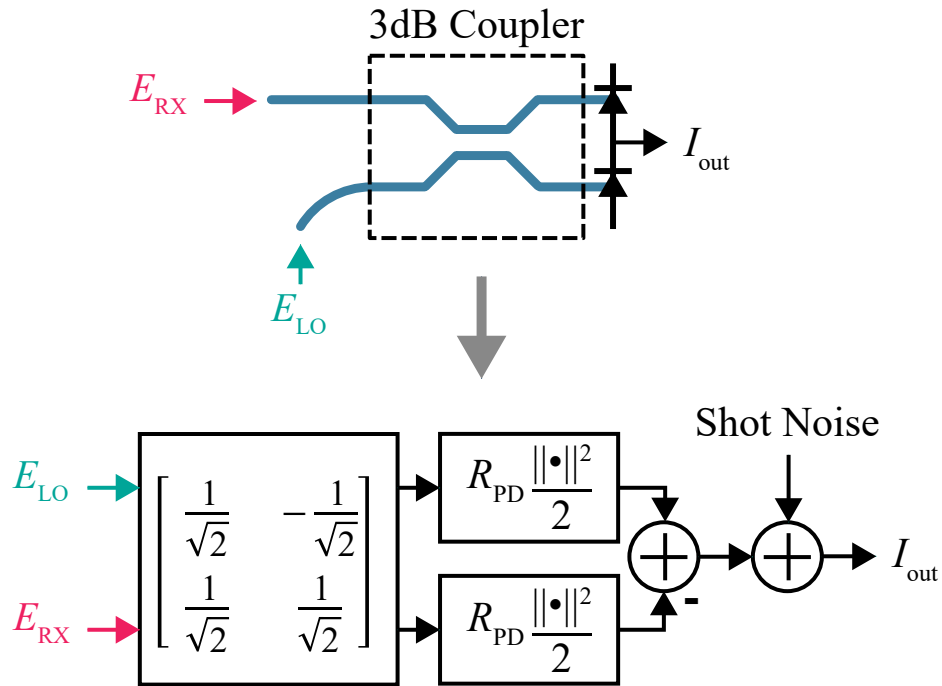 3dB Coupler
E_RX
I_out
E_LO
Shot Noise
E_LO
[ 1/√2 -1/√2 ]
[ 1/√2 1/√2 ]
E_RX
R_PD ||•||²/2
R_PD ||•||²/2
+
-
+
I_out